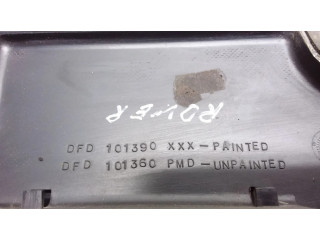 ROVER
DFD 101390 XXX-PAINTED
DFD 101360 PMD-UNPAINTED